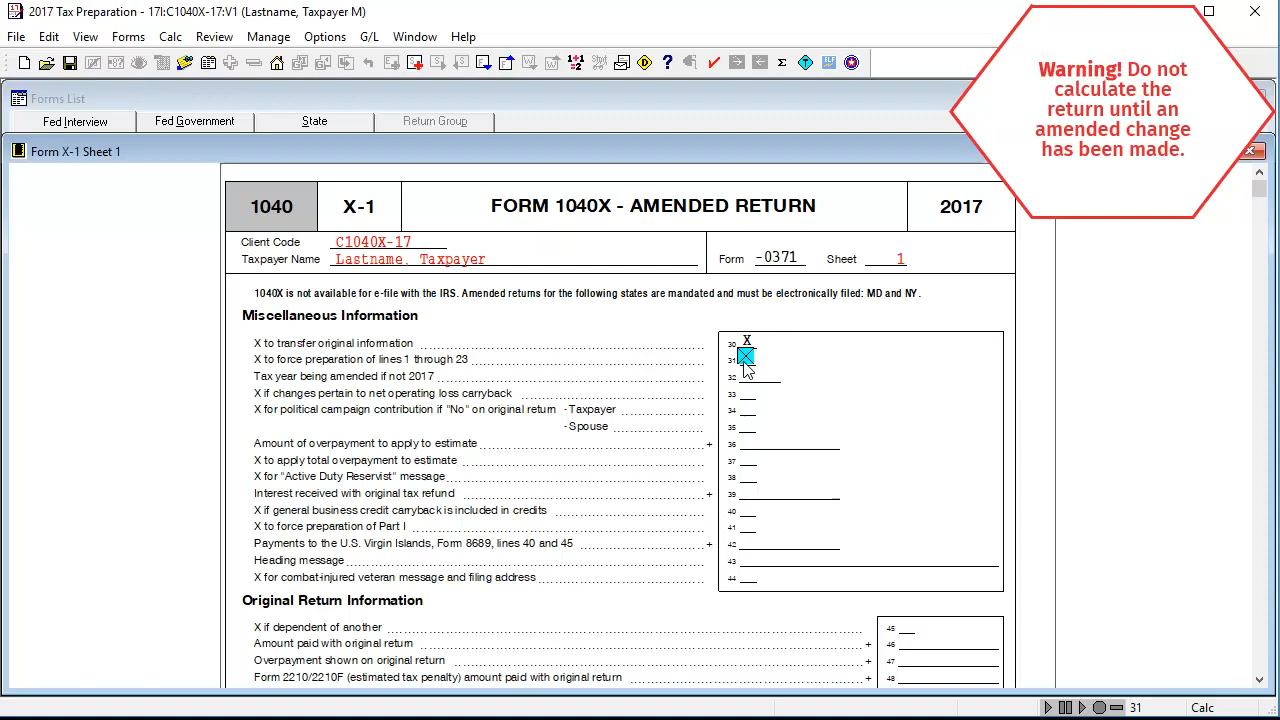 2017 Tax Preparation - 17I:C1040X-17:V1 (Lastname, Taxpayer M)
File Edit View Forms Calc Review Manage Options G/L Window Help
Warning! Do not
calculate the
return until an
amended change
has been made.
Forms List
Fed Interview Fed Government State Return Group
Form X-1 Sheet 1
1040 X-1 FORM 1040X - AMENDED RETURN 2017
Client Code C1040X-17
Taxpayer Name Lastname, Taxpayer Form -0371 Sheet 1
1040X is not available for e-file with the IRS. Amended returns for the following states are mandated and must be electronically filed: MD and NY.
Miscellaneous Information
X to transfer original information 30 X
X to force preparation of lines 1 through 23 31 X
Tax year being amended if not 2017 32
X if changes pertain to net operating loss carryback 33
X for political campaign contribution if "No" on original return - Taxpayer 34
- Spouse 35
Amount of overpayment to apply to estimate + 36
X to apply total overpayment to estimate 37
X for "Active Duty Reservist" message 38
Interest received with original tax refund + 39
X if general business credit carryback is included in credits 40
X to force preparation of Part I 41
Payments to the U.S. Virgin Islands, Form 8689, lines 40 and 45 + 42
Heading message 43
X for combat-injured veteran message and filing address 44
Original Return Information
X if dependent of another 45
Amount paid with original return + 46
Overpayment shown on original return + 47
Form 2210/2210F (estimated tax penalty) amount paid with original return + 48
31 Calc